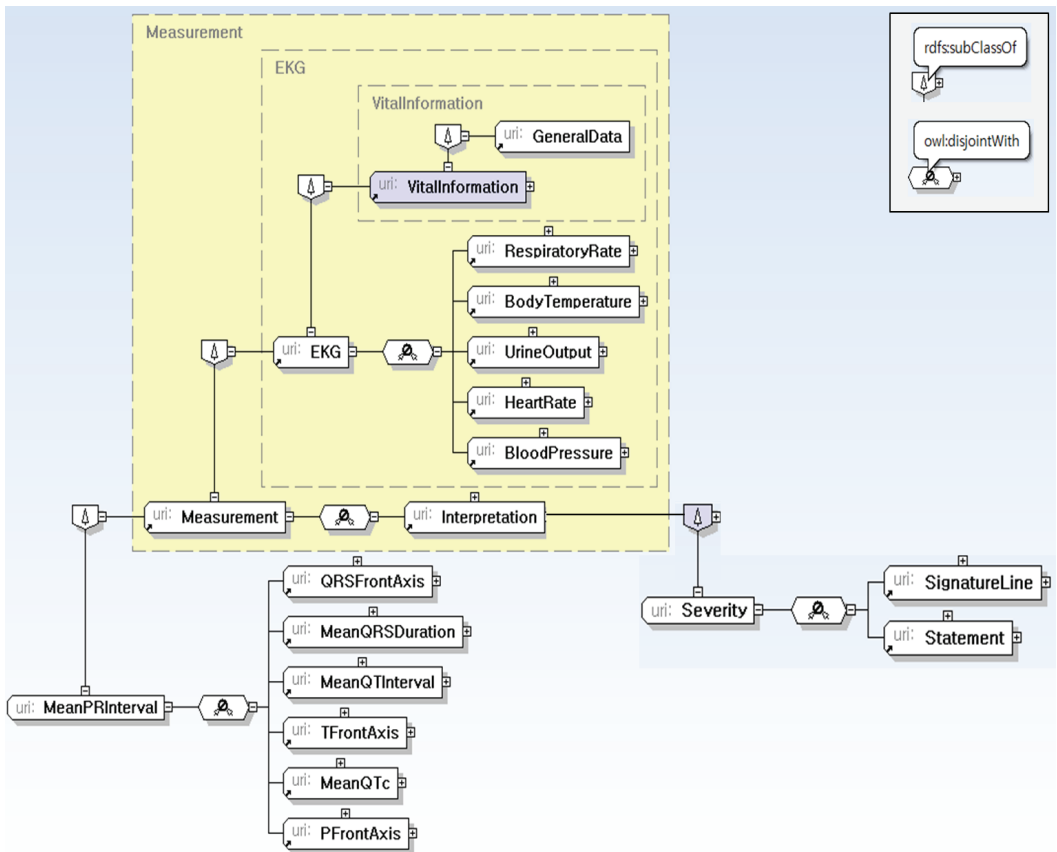 Measurement
EKG
VitalInformation
uri: GeneralData
uri: VitalInformation
uri: RespiratoryRate
uri: BodyTemperature
uri: EKG
uri: UrineOutput
uri: HeartRate
uri: BloodPressure
uri: Measurement
uri: Interpretation
uri: QRSFrontAxis
uri: MeanQRSDuration
uri: MeanQTInterval
uri: MeanPRInterval
uri: TFrontAxis
uri: MeanQTc
uri: PFrontAxis
uri: Severity
uri: SignatureLine
uri: Statement
rdfs:subClassOf
owl:disjointWith